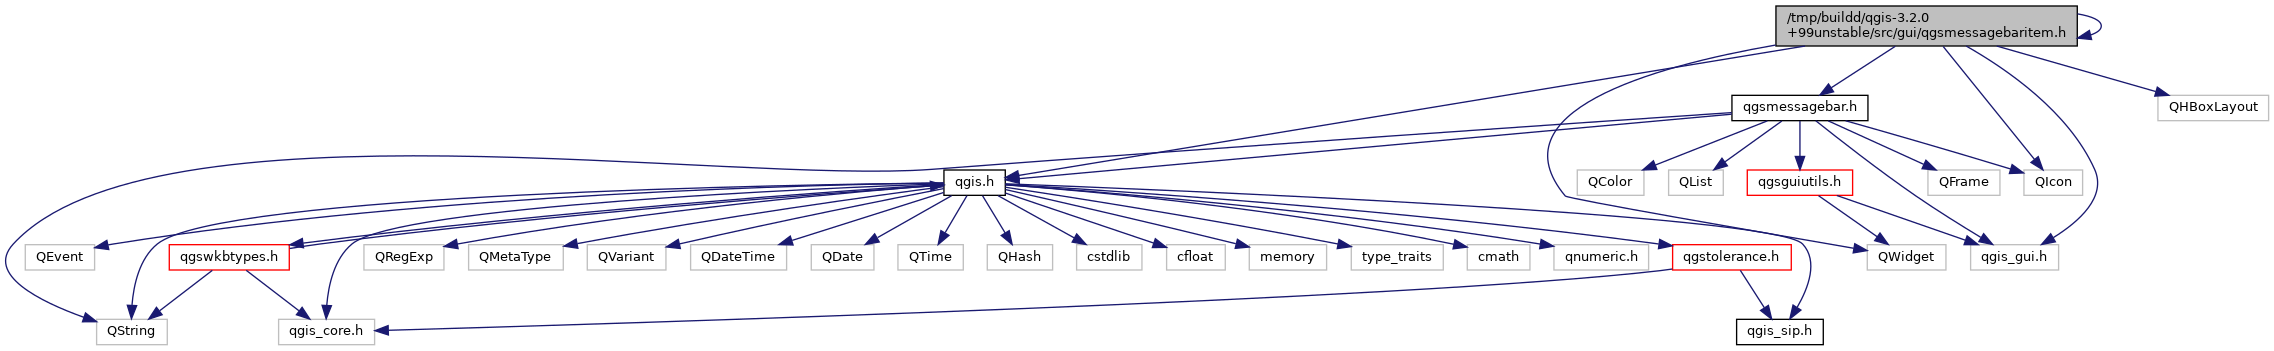 /tmp/buildd/qgis-3.2.0
+99unstable/src/gui/qgsmessagebaritem.h
qgsmessagebar.h
QHBoxLayout
qgis.h
QColor
QList
qgsguiutils.h
QFrame
QIcon
QEvent
qgswkbtypes.h
QRegExp
QMetaType
QVariant
QDateTime
QDate
QTime
QHash
cstdlib
cfloat
memory
type_traits
cmath
qnumeric.h
qgstolerance.h
QWidget
qgis_gui.h
QString
qgis_core.h
qgis_sip.h